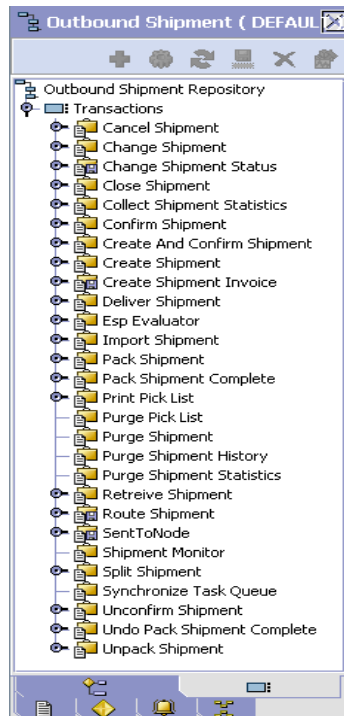 Outbound Shipment ( DEFAUL
Outbound Shipment Repository
Transactions
Cancel Shipment
Change Shipment
Change Shipment Status
Close Shipment
Collect Shipment Statistics
Confirm Shipment
Create And Confirm Shipment
Create Shipment
Create Shipment Invoice
Deliver Shipment
Esp Evaluator
Import Shipment
Pack Shipment
Pack Shipment Complete
Print Pick List
Purge Pick List
Purge Shipment
Purge Shipment History
Purge Shipment Statistics
Retreive Shipment
Route Shipment
SentToNode
Shipment Monitor
Split Shipment
Synchronize Task Queue
Unconfirm Shipment
Undo Pack Shipment Complete
Unpack Shipment